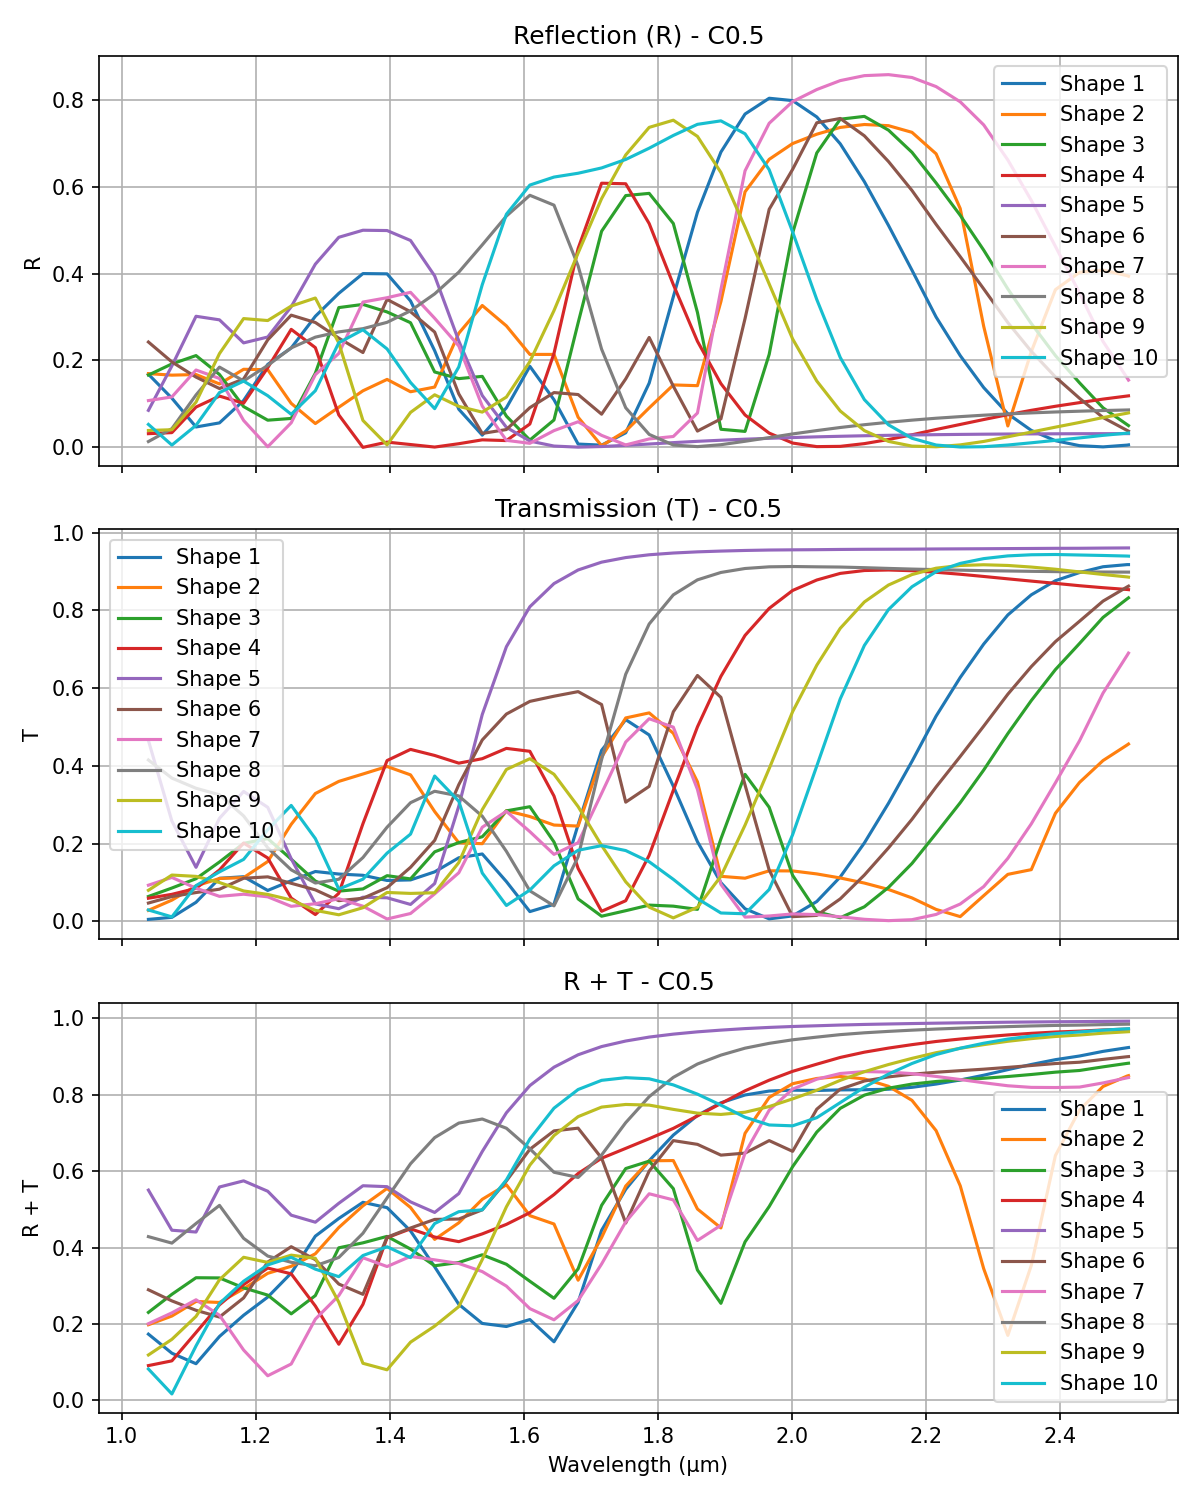 Reflection (R) - C0.5
R
0.8
0.6
0.4
0.2
0.0
Shape 1
Shape 2
Shape 3
Shape 4
Shape 5
Shape 6
Shape 7
Shape 8
Shape 9
Shape 10
Transmission (T) - C0.5
T
1.0
0.8
0.6
0.4
0.2
0.0
Shape 1
Shape 2
Shape 3
Shape 4
Shape 5
Shape 6
Shape 7
Shape 8
Shape 9
Shape 10
R + T - C0.5
R + T
1.0
0.8
0.6
0.4
0.2
0.0
Shape 1
Shape 2
Shape 3
Shape 4
Shape 5
Shape 6
Shape 7
Shape 8
Shape 9
Shape 10
1.0 1.2 1.4 1.6 1.8 2.0 2.2 2.4
Wavelength (μm)